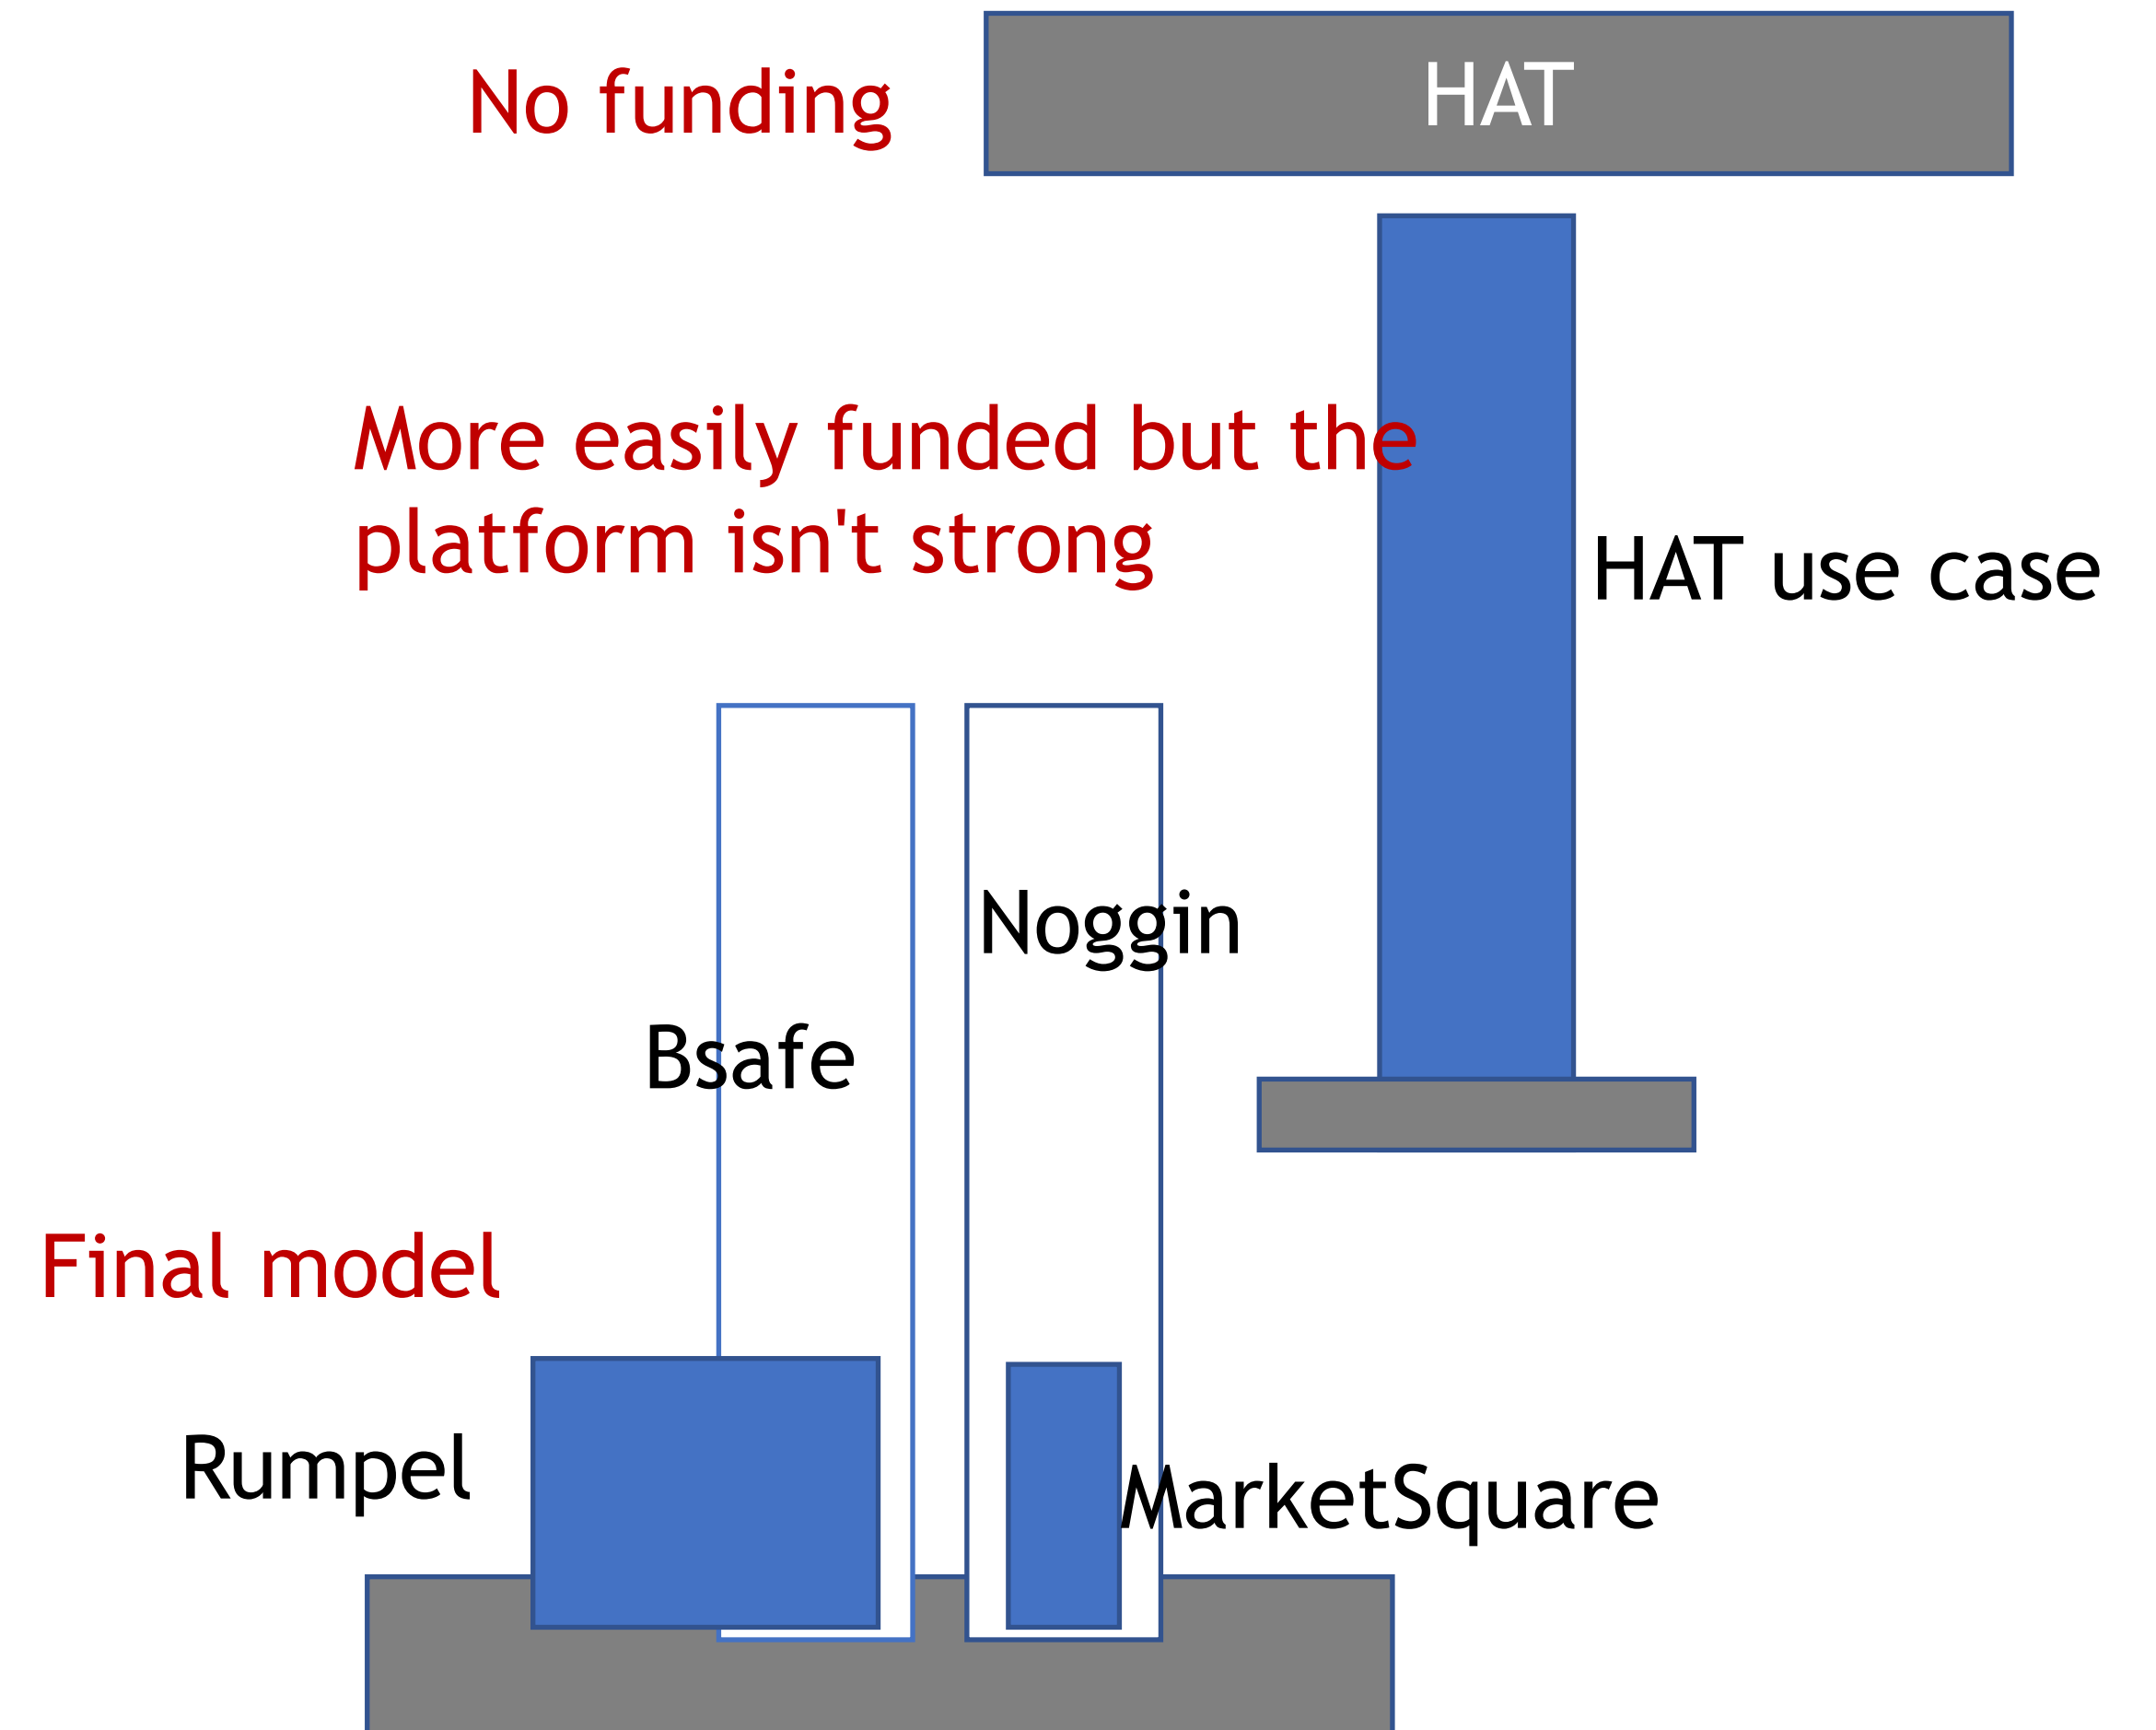 No funding
HAT
More easily funded but the
platform isn't strong
HAT use case
Noggin
Bsafe
Final model
Rumpel
MarketSquare